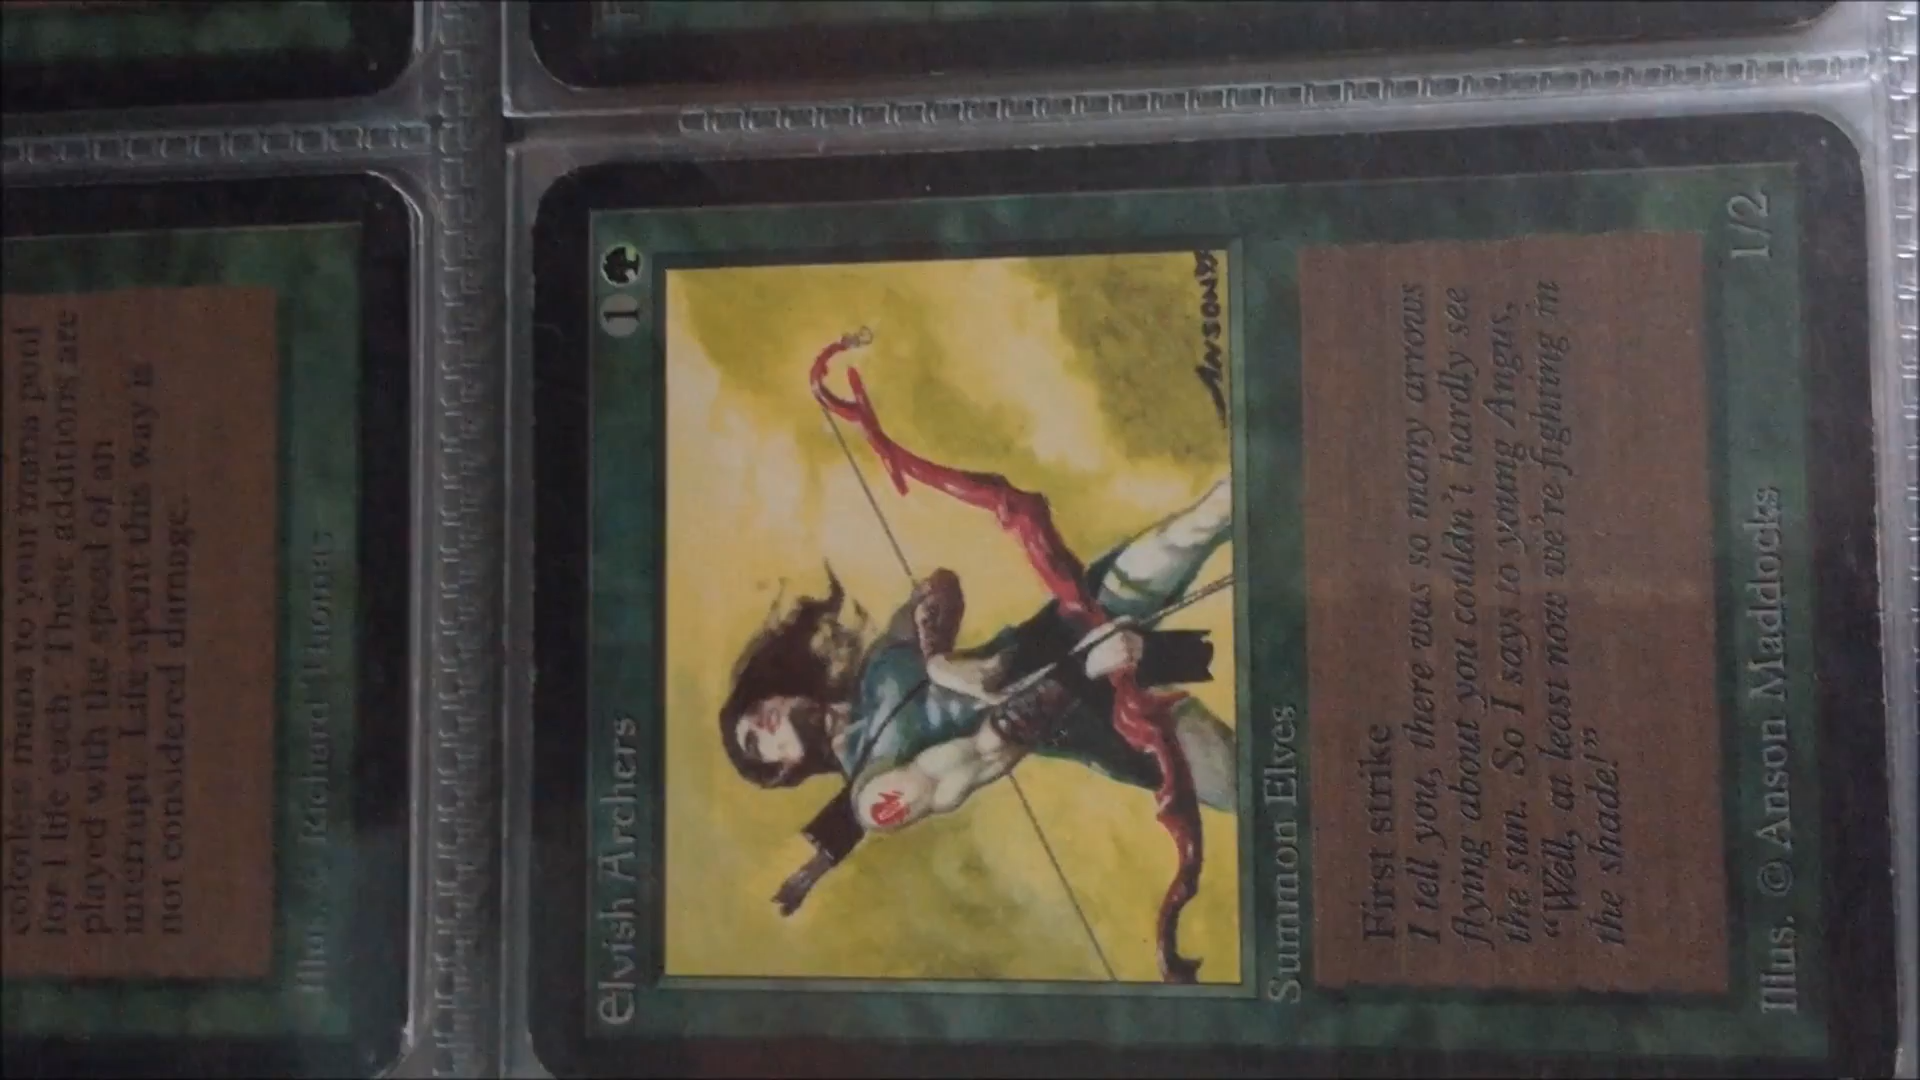 colorless mana to your mana pool
for 1 life each. These additions are
played with the speed of an
interrupt. Life spent this way is
not considered damage.
Illus. © Richard Thomas
Elvish Archers
1
ANSON93
Summon Elves
First strike
I tell you, there was so many arrows
flying about you couldn't hardly see
the sun. So I says to young Angus,
“Well, at least now we're fighting in
the shade!”
Illus. © Anson Maddocks
1/2